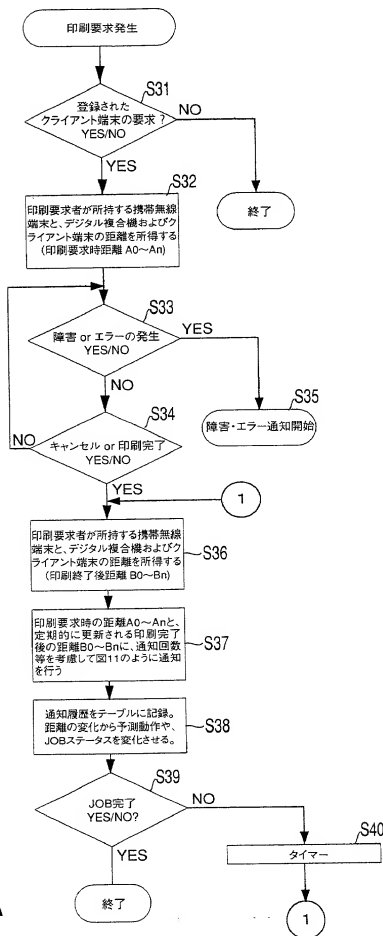 印刷要求発生
S31
登録された
クライアント端末の要求?
YES/NO
NO
YES
終了
S32
印刷要求者が所持する携帯無線
端末と、デジタル複合機およびク
ライアント端末の距離を所得する
(印刷要求時距離 A0～An)
S33
障害 or エラーの発生
YES/NO
YES
NO
S35
障害・エラー通知開始
S34
キャンセル or 印刷完了
YES/NO
NO
YES
1
印刷要求者が所持する携帯無線
端末と、デジタル複合機およびク
ライアント端末の距離を所得する
(印刷終了後距離 B0～Bn)
S36
印刷要求時の距離A0～Anと、
定期的に更新される印刷完了
後の距離B0～Bnに、通知回数
等を考慮して図11のように通知
を行う
S37
通知履歴をテーブルに記録。
距離の変化から予測動作や、
JOBステータスを変化させる。
S38
S39
JOB完了
YES/NO?
NO
YES
S40
タイマー
終了
1